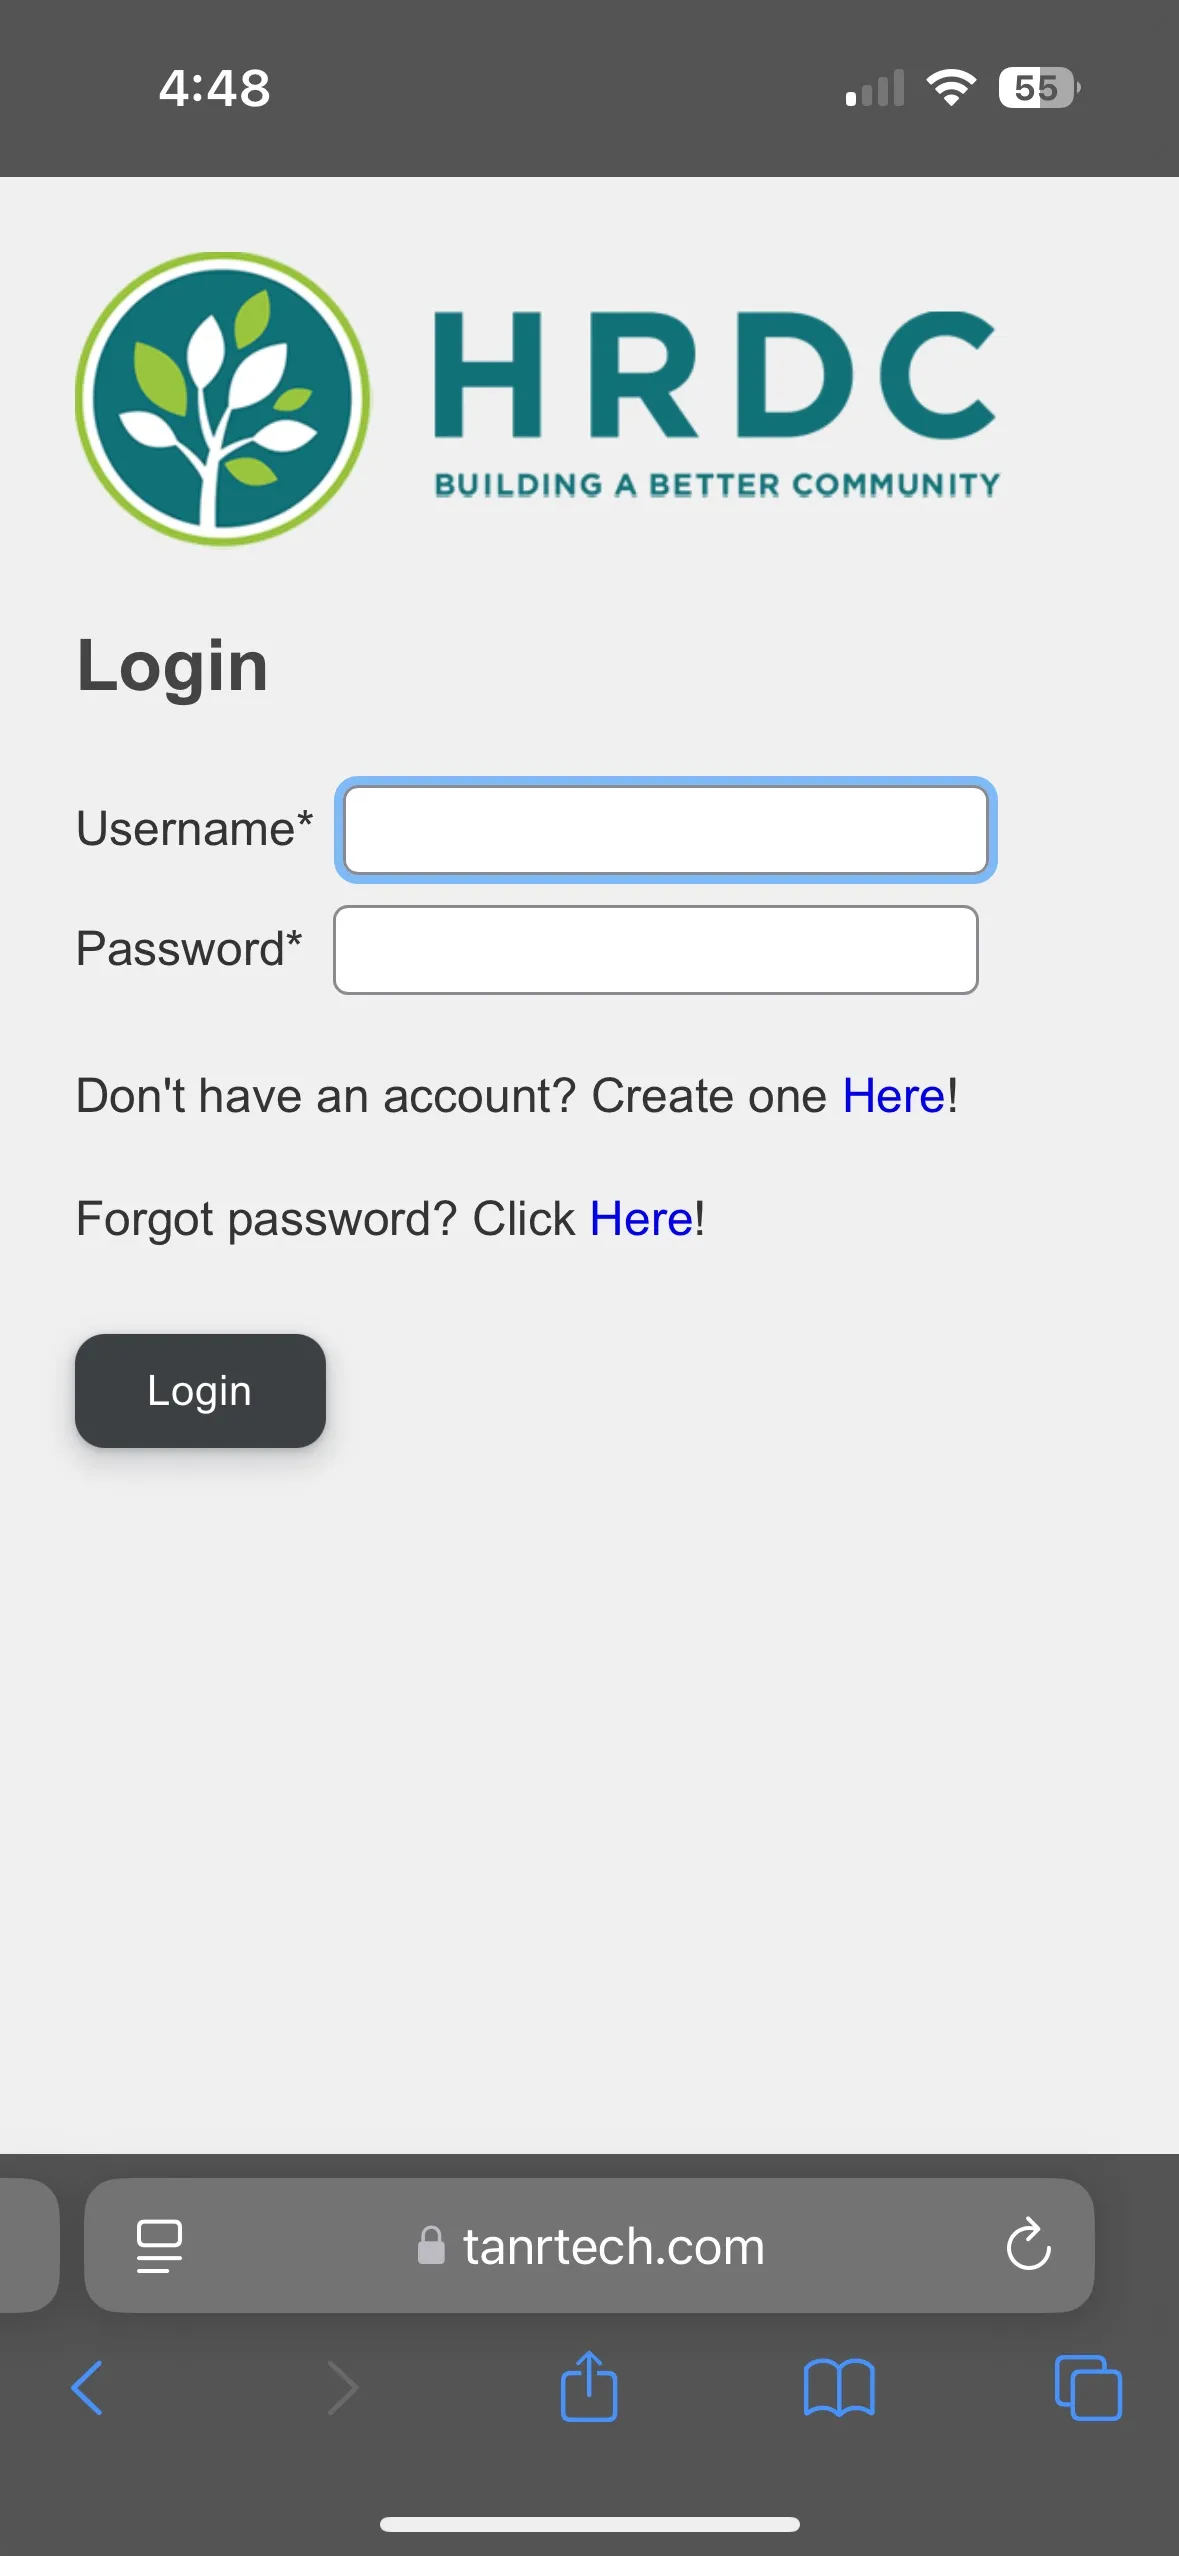 4:48
55
HRDC
BUILDING A BETTER COMMUNITY
Login
Username*
Password*
Don't have an account? Create one Here!
Forgot password? Click Here!
Login
tanrtech.com